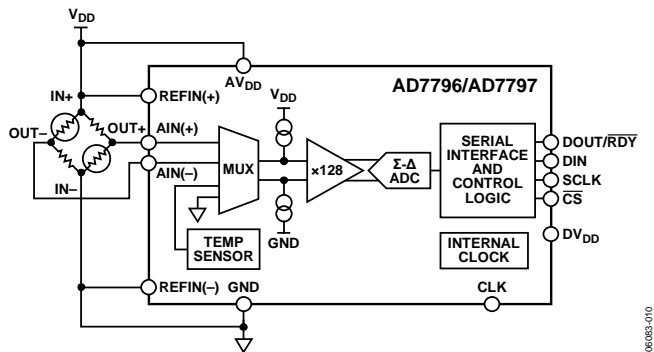 VDD
AVDD
AD7796/AD7797
IN+
REFIN(+)
VDD
OUT–
OUT+
AIN(+)
AIN(–)
IN–
MUX
×128
Σ-Δ
ADC
SERIAL
INTERFACE
AND
CONTROL
LOGIC
DOUT/RDY
DIN
SCLK
CS
TEMP
SENSOR
GND
INTERNAL
CLOCK
DVDD
REFIN(–)
GND
CLK
06083-010